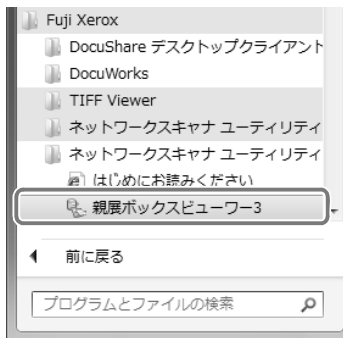 Fuji Xerox
DocuShare デスクトップクライアント
DocuWorks
TIFF Viewer
ネットワークスキャナ ユーティリティ
ネットワークスキャナ ユーティリティ
はじめにお読みください
親展ボックスビューワー3
前に戻る
プログラムとファイルの検索